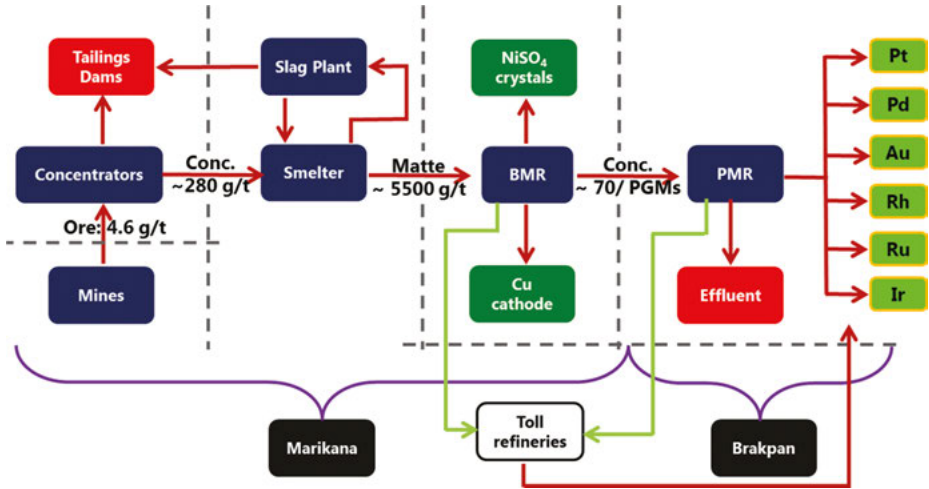 Tailings
Dams
Slag Plant
NiSO₄
crystals
Pt
Pd
Concentrators
Conc.
~280 g/t
Smelter
Matte
~ 5500 g/t
BMR
Conc.
~ 70/ PGMs
PMR
Au
Rh
Ore: 4.6 g/t
Ru
Mines
Cu
cathode
Effluent
Ir
Marikana
Toll
refineries
Brakpan